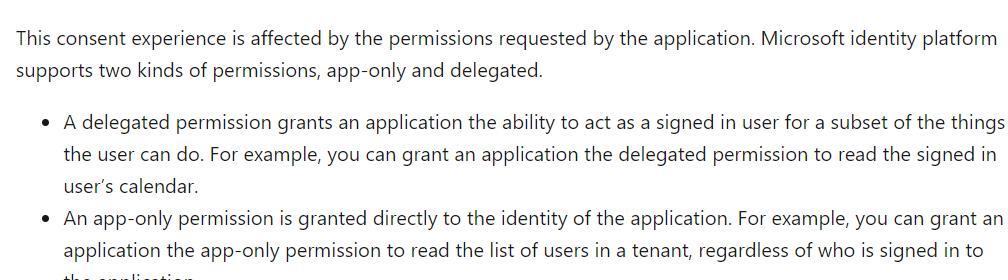 This consent experience is affected by the permissions requested by the application. Microsoft identity platform
supports two kinds of permissions, app-only and delegated.
• A delegated permission grants an application the ability to act as a signed in user for a subset of the things
the user can do. For example, you can grant an application the delegated permission to read the signed in
user’s calendar.
• An app-only permission is granted directly to the identity of the application. For example, you can grant an
application the app-only permission to read the list of users in a tenant, regardless of who is signed in to